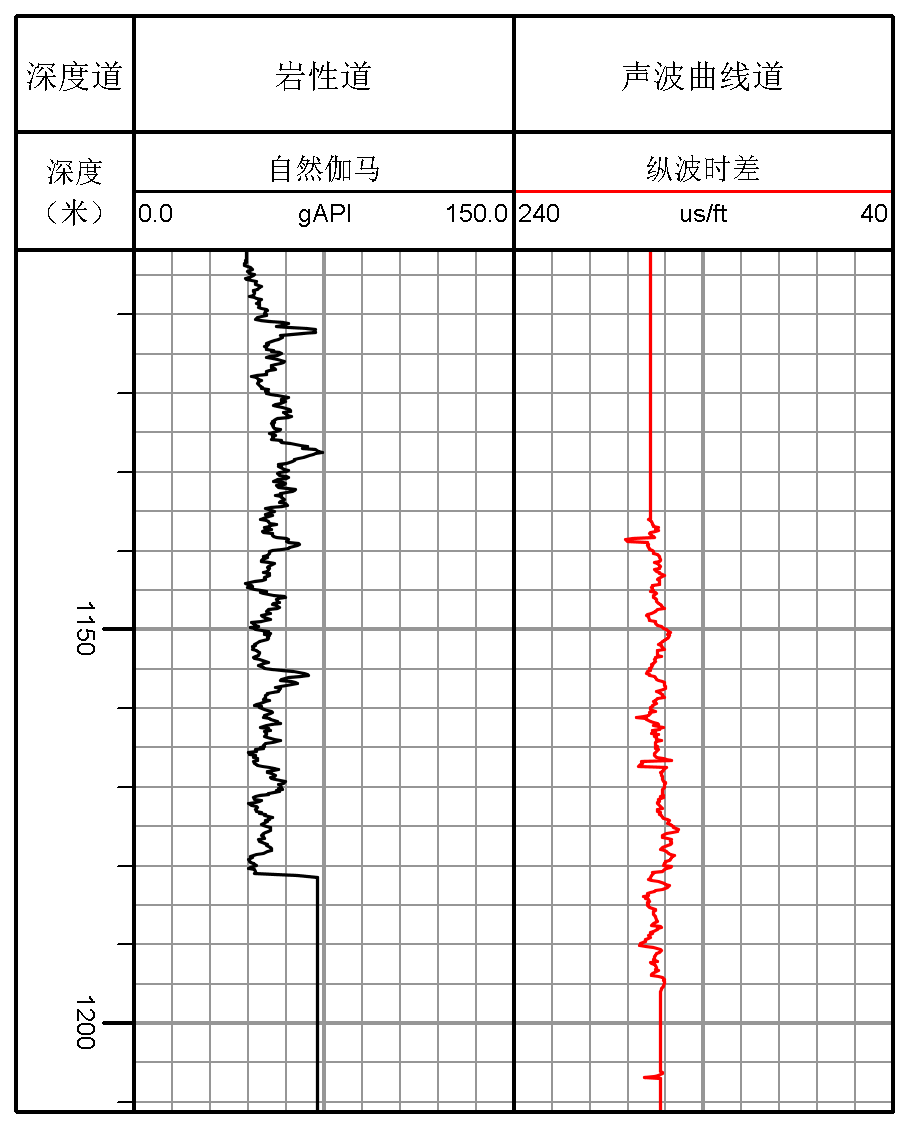 深度道 岩性道 声波曲线道
深度
（米）
自然伽马
0.0 gAPI 150.0
纵波时差
240 us/ft 40
1150
1200